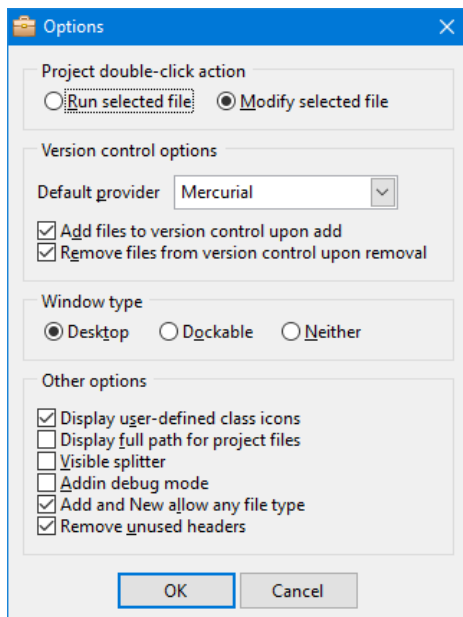 Options
Project double-click action
Run selected file Modify selected file
Version control options
Default provider Mercurial
Add files to version control upon add
Remove files from version control upon removal
Window type
Desktop Dockable Neither
Other options
Display user-defined class icons
Display full path for project files
Visible splitter
Addin debug mode
Add and New allow any file type
Remove unused headers
OK Cancel